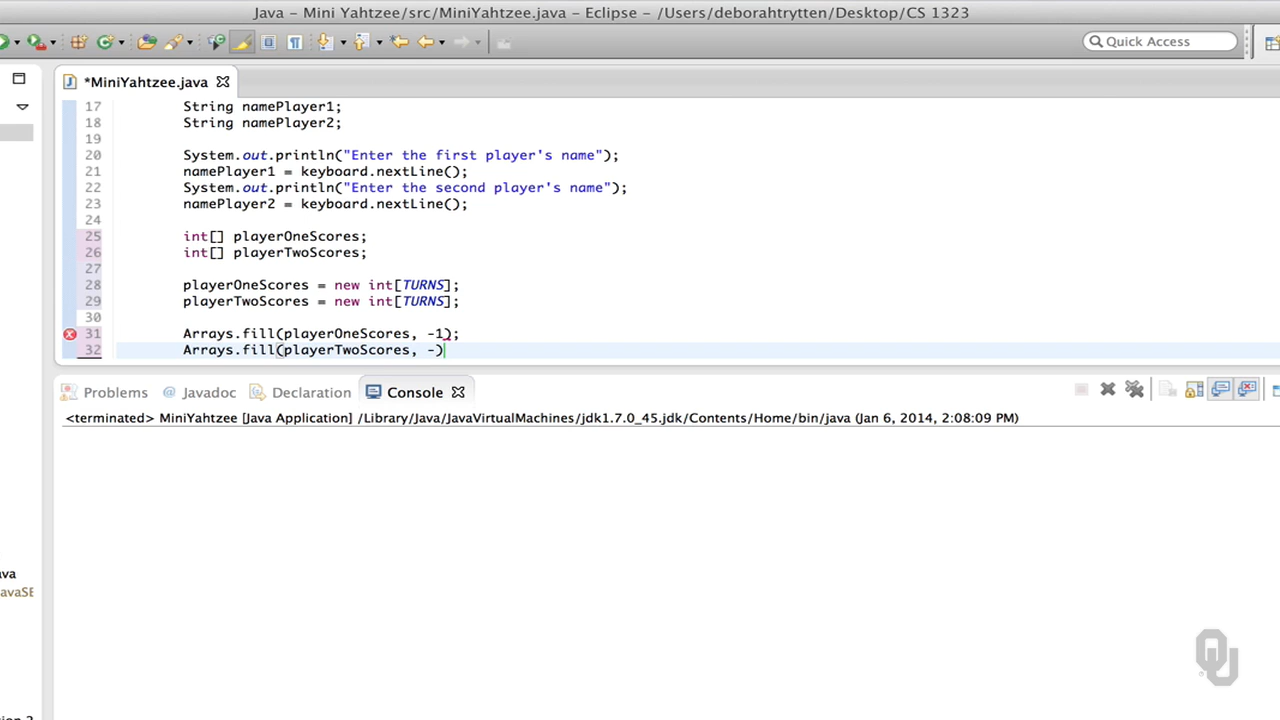 Java - Mini Yahtzee/src/MiniYahtzee.java - Eclipse - /Users/deborahtrytten/Desktop/CS 1323
Quick Access
*MiniYahtzee.java
17 String namePlayer1;
18 String namePlayer2;
19
20 System.out.println("Enter the first player's name");
21 namePlayer1 = keyboard.nextLine();
22 System.out.println("Enter the second player's name");
23 namePlayer2 = keyboard.nextLine();
24
25 int[] playerOneScores;
26 int[] playerTwoScores;
27
28 playerOneScores = new int[TURNS];
29 playerTwoScores = new int[TURNS];
30
31 Arrays.fill(playerOneScores, -1);
32 Arrays.fill(playerTwoScores, -)
Problems @ Javadoc Declaration Console
<terminated> MiniYahtzee [Java Application] /Library/Java/JavaVirtualMachines/jdk1.7.0_45.jdk/Contents/Home/bin/java (Jan 6, 2014, 2:08:09 PM)
ava
avaSE
OU